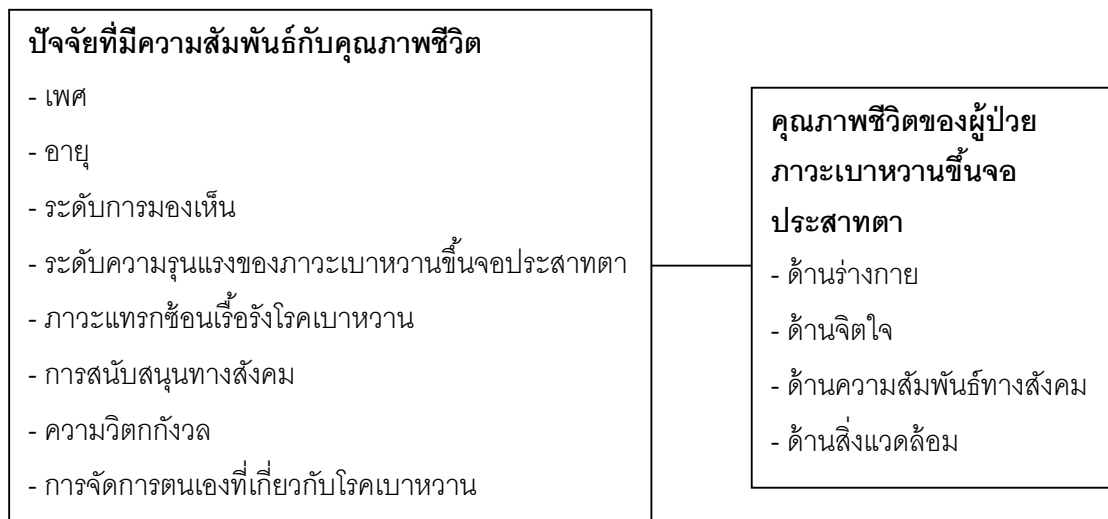 ปัจจัยที่มีความสัมพันธ์กับคุณภาพชีวิต
- เพศ
- อายุ
- ระดับการมองเห็น
- ระดับความรุนแรงของภาวะเบาหวานขึ้นจอประสาทตา
- ภาวะแทรกซ้อนเรื้อรังโรคเบาหวาน
- การสนับสนุนทางสังคม
- ความวิตกกังวล
- การจัดการตนเองที่เกี่ยวกับโรคเบาหวาน
คุณภาพชีวิตของผู้ป่วย
ภาวะเบาหวานขึ้นจอ
ประสาทตา
- ด้านร่างกาย
- ด้านจิตใจ
- ด้านความสัมพันธ์ทางสังคม
- ด้านสิ่งแวดล้อม